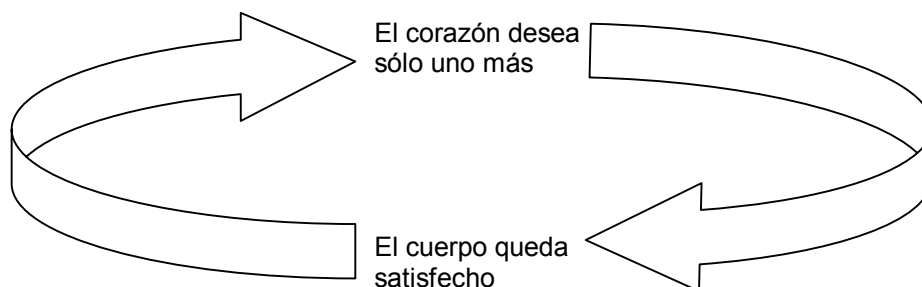 El corazón desea
sólo uno más
El cuerpo queda
satisfecho